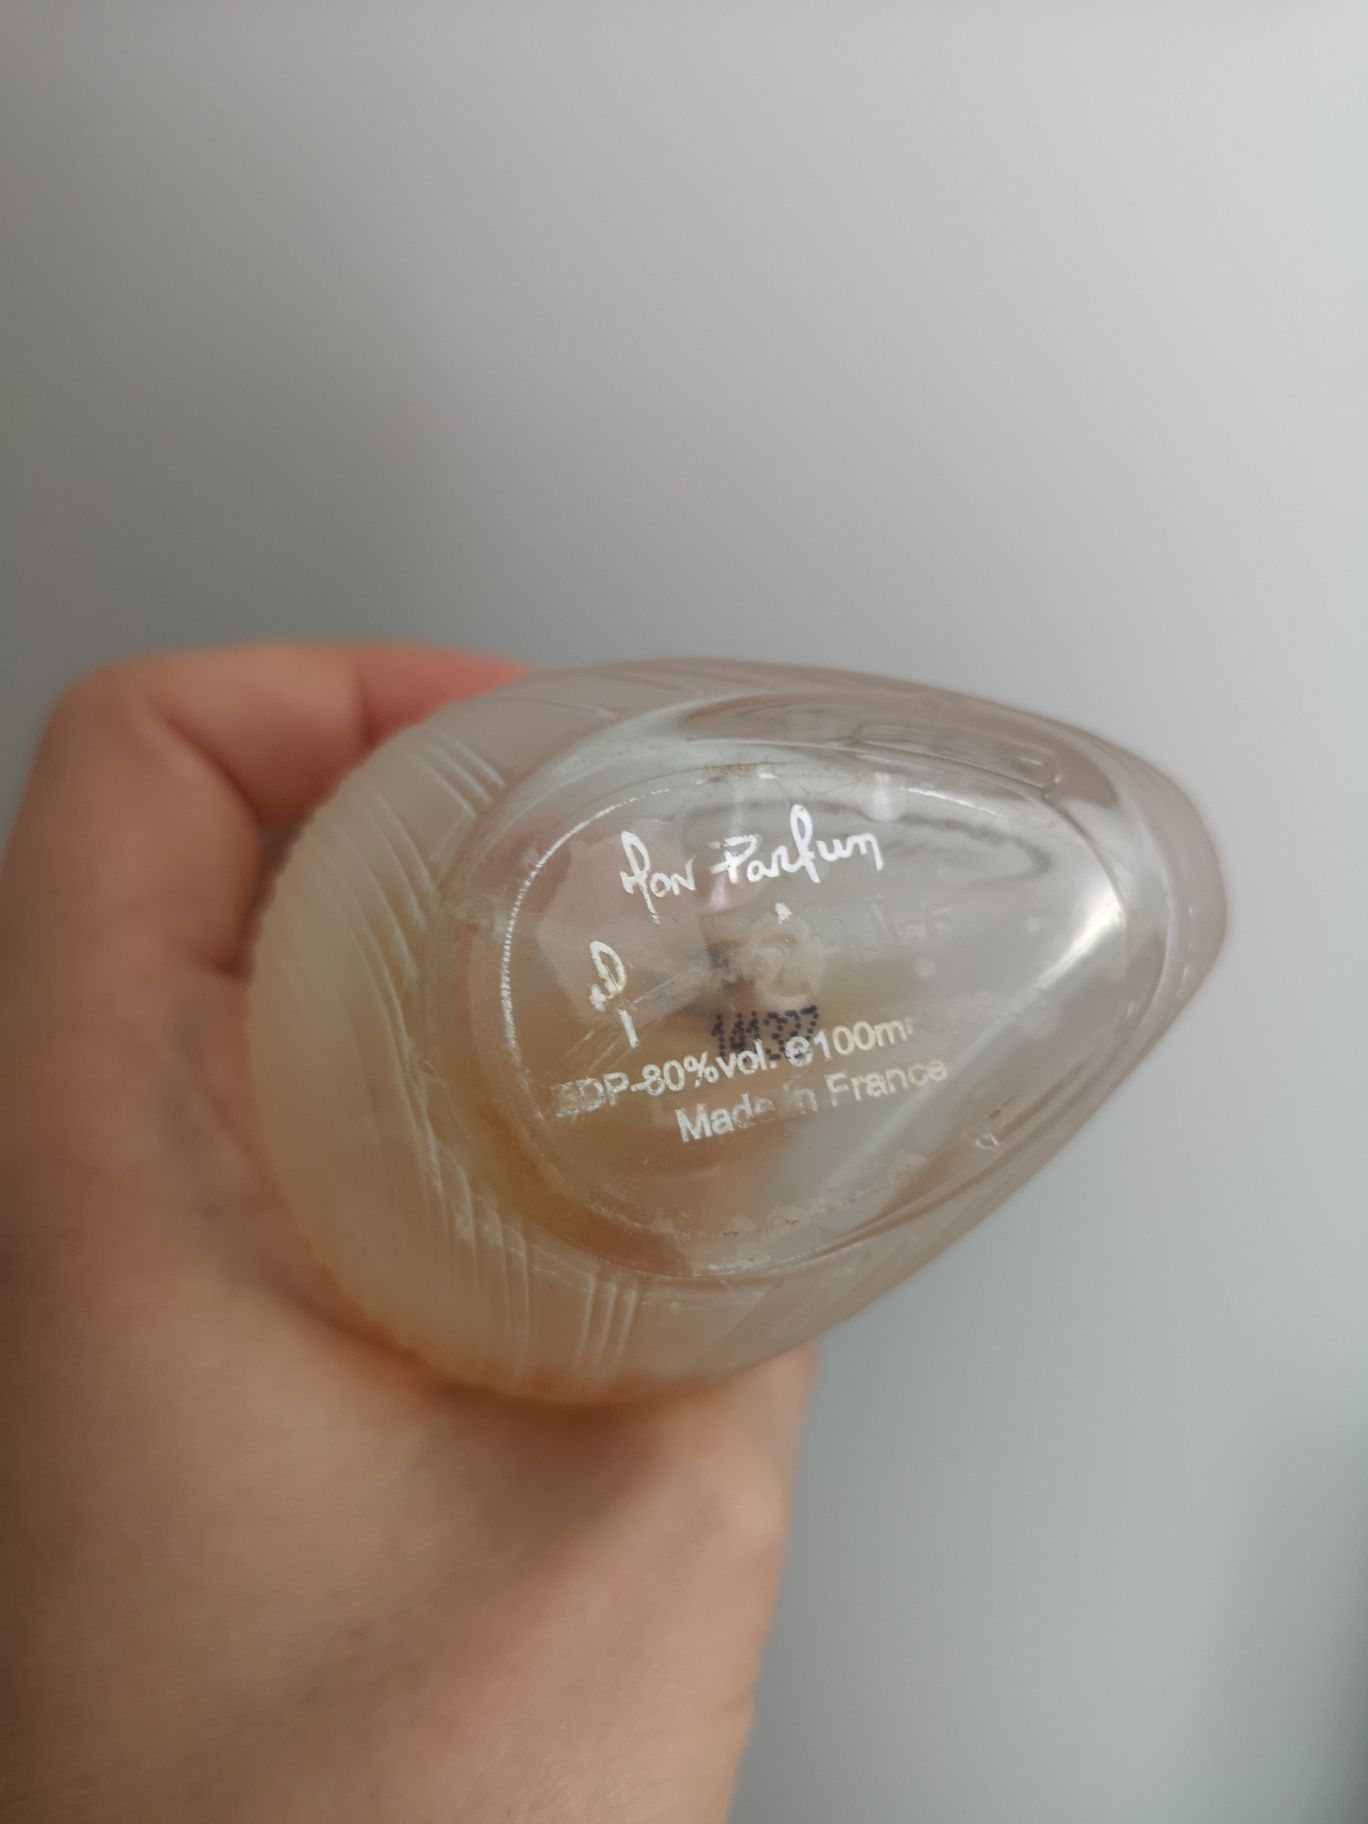 Mon Parfum
P
141327
EDP-80%vol. e100ml
Made in France